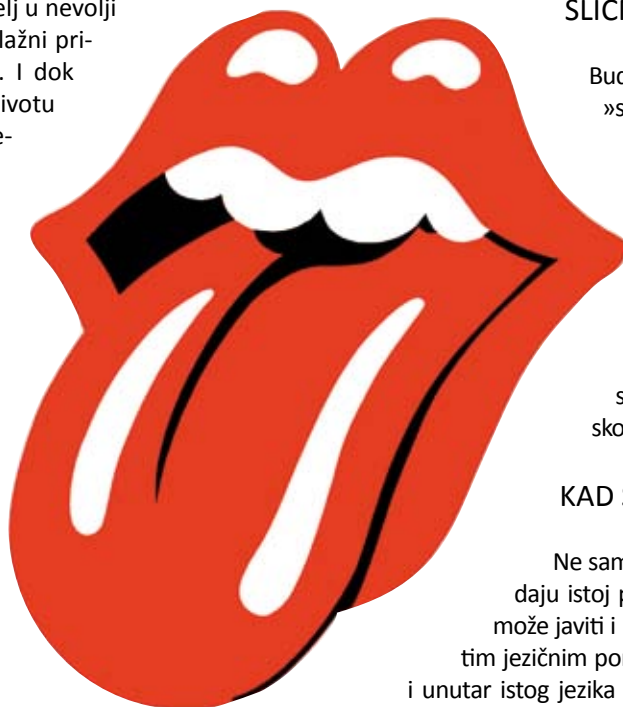 elj u nevolji
lažni pri-
. I dok
ivotu
e-
SLIČ
Bud
»s
s
sko
KAD
Ne sam
daju istoj p
može javiti i
tim jezičnim por
i unutar istog jezika